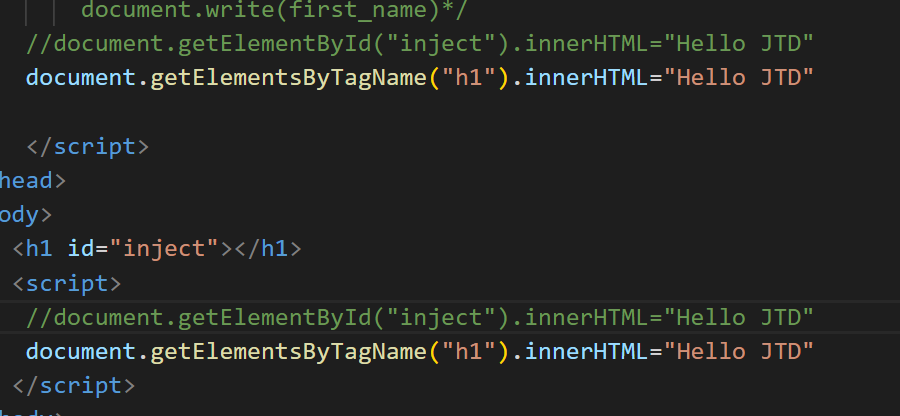 document.write(first_name)*/
//document.getElementById("inject").innerHTML="Hello JTD"
document.getElementsByTagName("h1").innerHTML="Hello JTD"
</script>
head>
ody>
<h1 id="inject"></h1>
<script>
//document.getElementById("inject").innerHTML="Hello JTD"
document.getElementsByTagName("h1").innerHTML="Hello JTD"
</script>